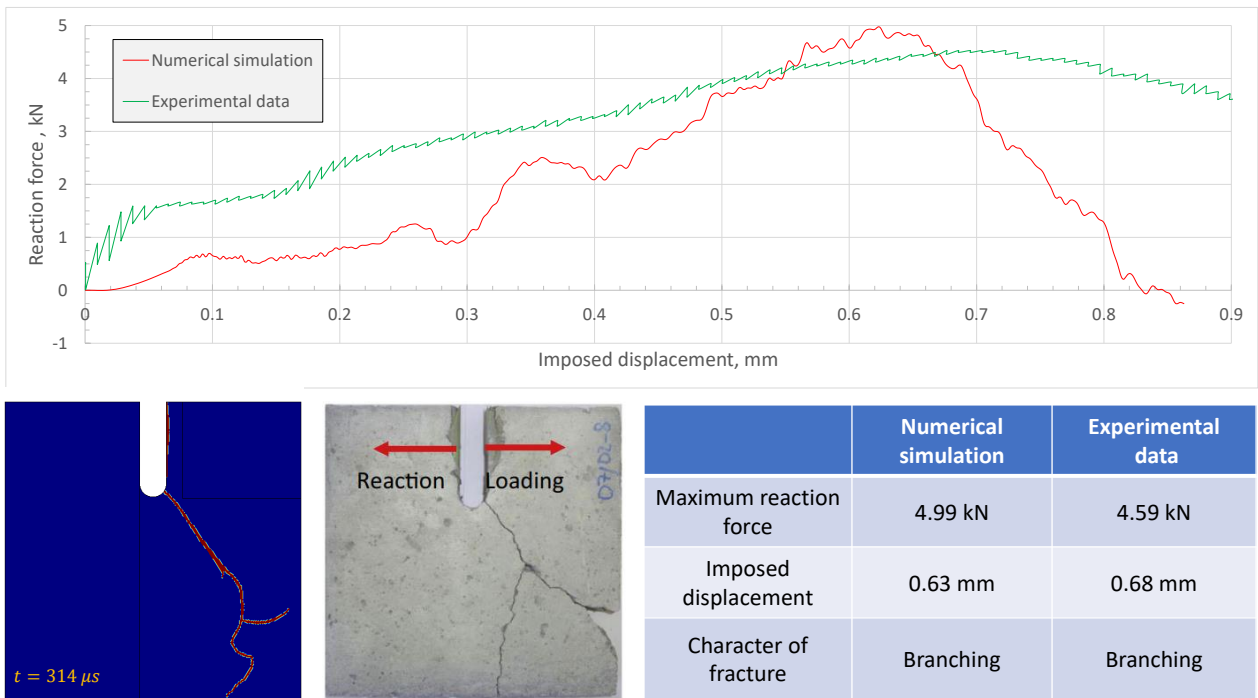 5
4
3
2
1
0
-1
Reaction force , kN
Numerical simulation
Experimental data
0 0.1 0.2 0.3 0.4 0.5 0.6 0.7 0.8 0.9
Imposed displacement, mm
t = 314 μs
Reaction Loading
07/02-8
Numerical simulation
Experimental data
Maximum reaction force
4.99 kN
4.59 kN
Imposed displacement
0.63 mm
0.68 mm
Character of fracture
Branching
Branching